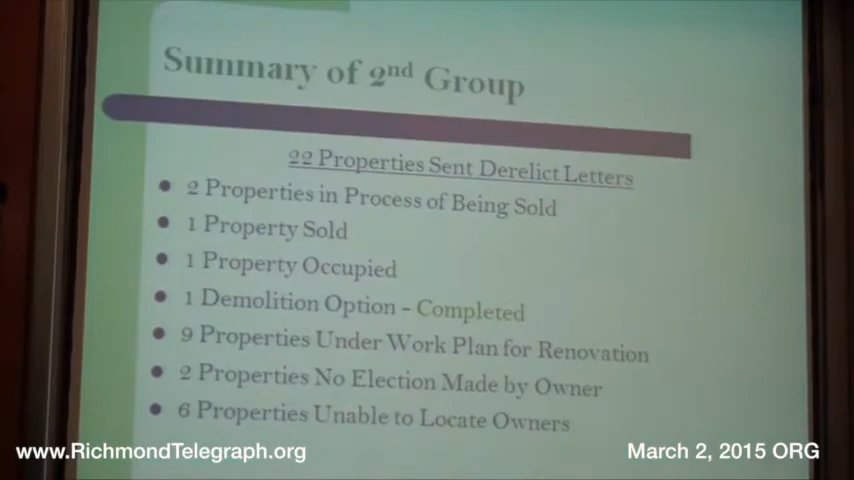 Summary of 2nd Group
22 Properties Sent Derelict Letters
• 2 Properties in Process of Being Sold
• 1 Property Sold
• 1 Property Occupied
• 1 Demolition Option - Completed
• 9 Properties Under Work Plan for Renovation
• 2 Properties No Election Made by Owner
• 6 Properties Unable to Locate Owners
www.RichmondTelegraph.org
March 2, 2015 ORG